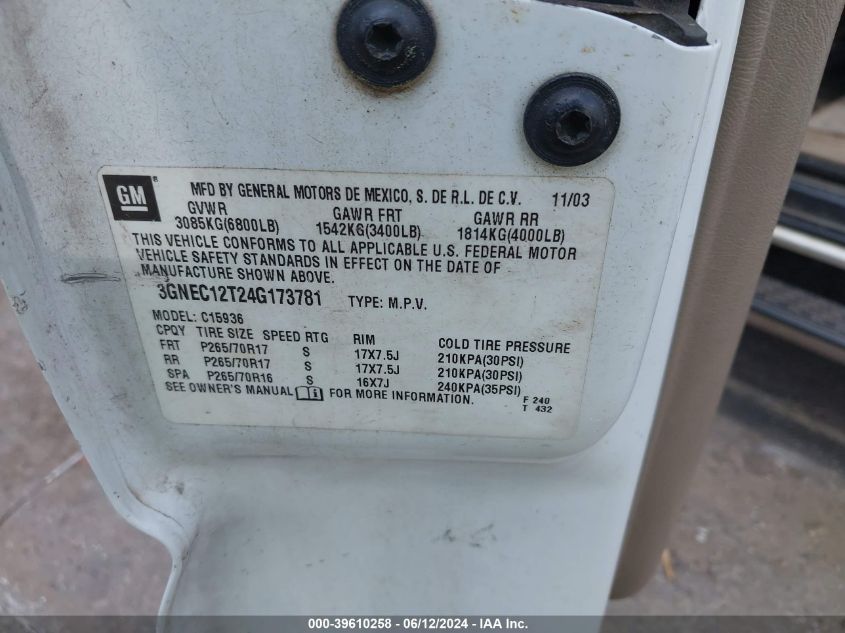 GM ® MFD BY GENERAL MOTORS DE MEXICO, S. DE R.L. DE C.V. 11/03
GVWR GAWR FRT GAWR RR
3085KG(6800LB) 1542KG(3400LB) 1814KG(4000LB)
THIS VEHICLE CONFORMS TO ALL APPLICABLE U.S. FEDERAL MOTOR
VEHICLE SAFETY STANDARDS IN EFFECT ON THE DATE OF
MANUFACTURE SHOWN ABOVE.
3GNEC12T24G173781 TYPE: M.P.V.
MODEL: C15936
CPQY TIRE SIZE SPEED RTG RIM COLD TIRE PRESSURE
FRT P265/70R17 S 17X7.5J 210KPA(30PSI)
RR P265/70R17 S 17X7.5J 210KPA(30PSI)
SPA P265/70R16 S 16X7J 240KPA(35PSI)
SEE OWNER'S MANUAL i FOR MORE INFORMATION. F 240
T 432
000-39610258 - 06/12/2024 - IAA Inc.